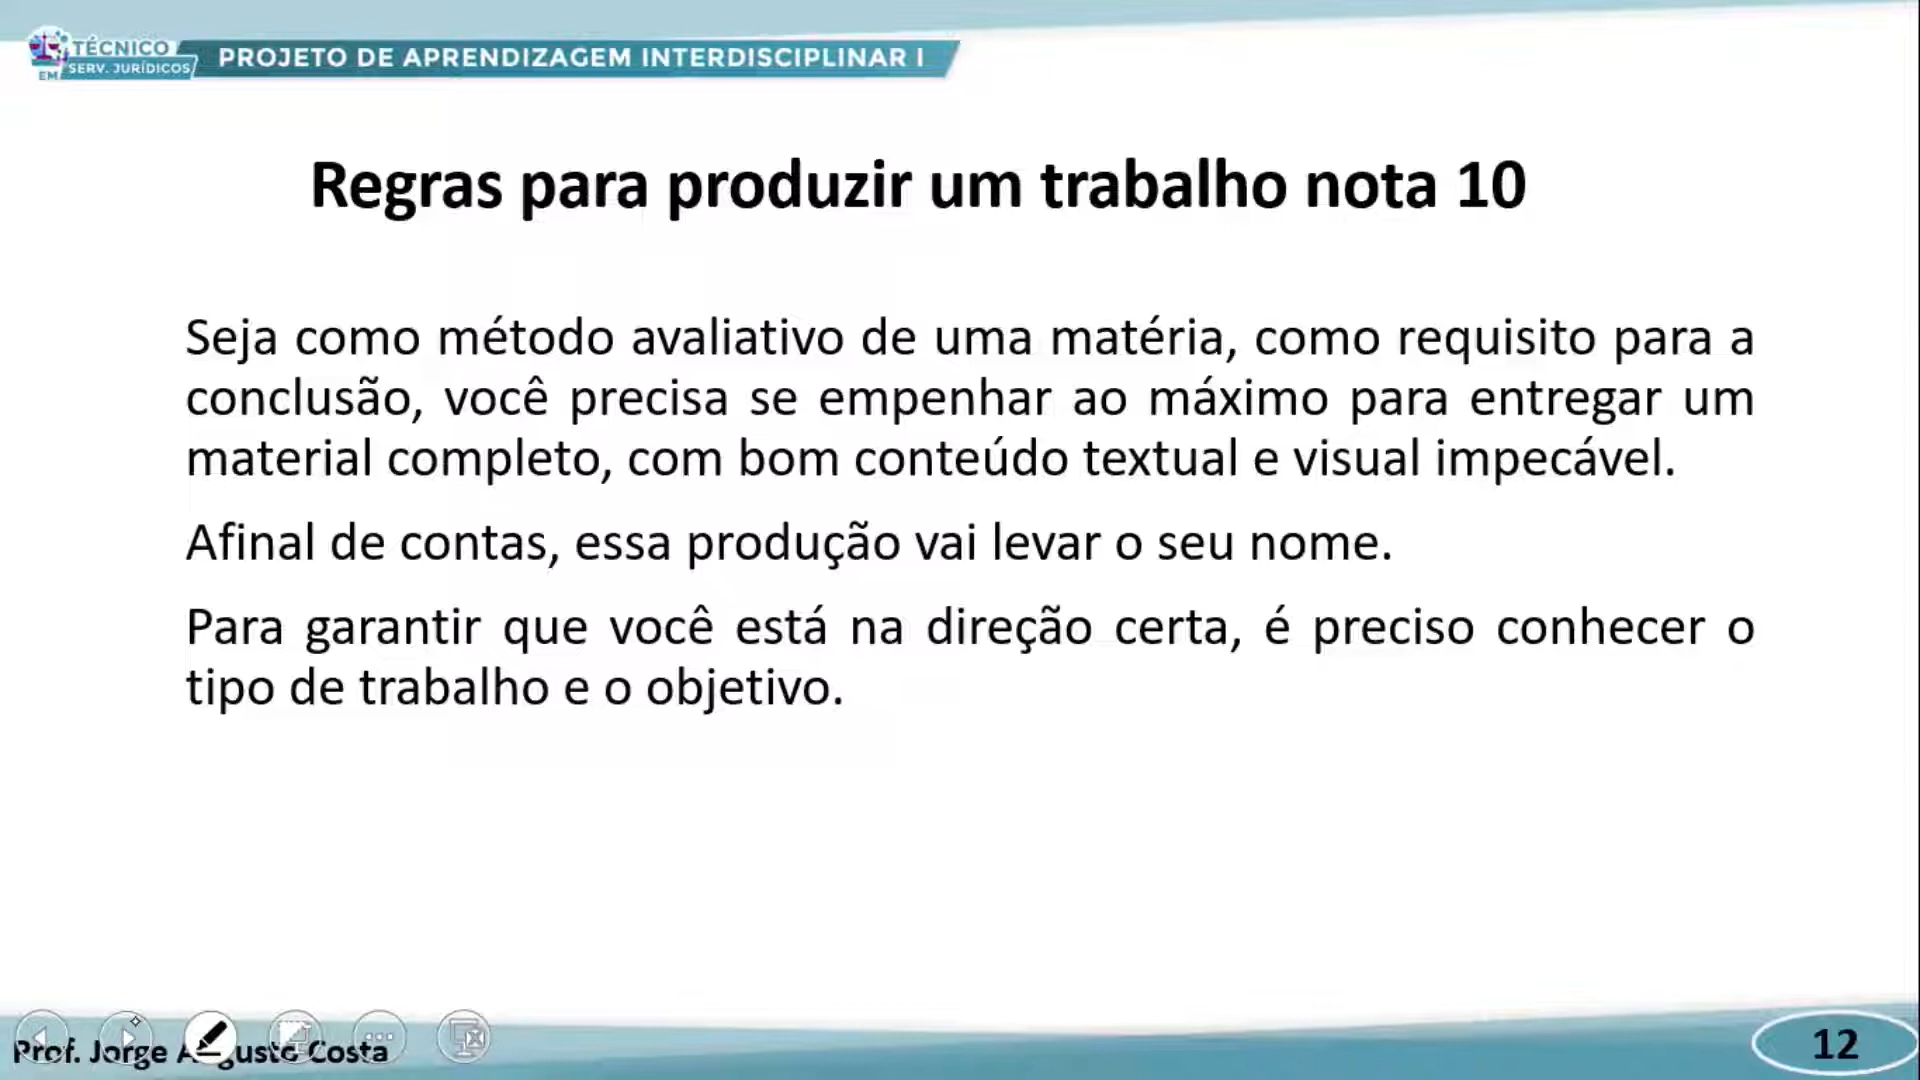 TÉCNICO
EM SERV. JURÍDICOS
PROJETO DE APRENDIZAGEM INTERDISCIPLINAR I
Regras para produzir um trabalho nota 10
Seja como método avaliativo de uma matéria, como requisito para a
conclusão, você precisa se empenhar ao máximo para entregar um
material completo, com bom conteúdo textual e visual impecável.
Afinal de contas, essa produção vai levar o seu nome.
Para garantir que você está na direção certa, é preciso conhecer o
tipo de trabalho e o objetivo.
Prof. Jorge Augusto Costa
12